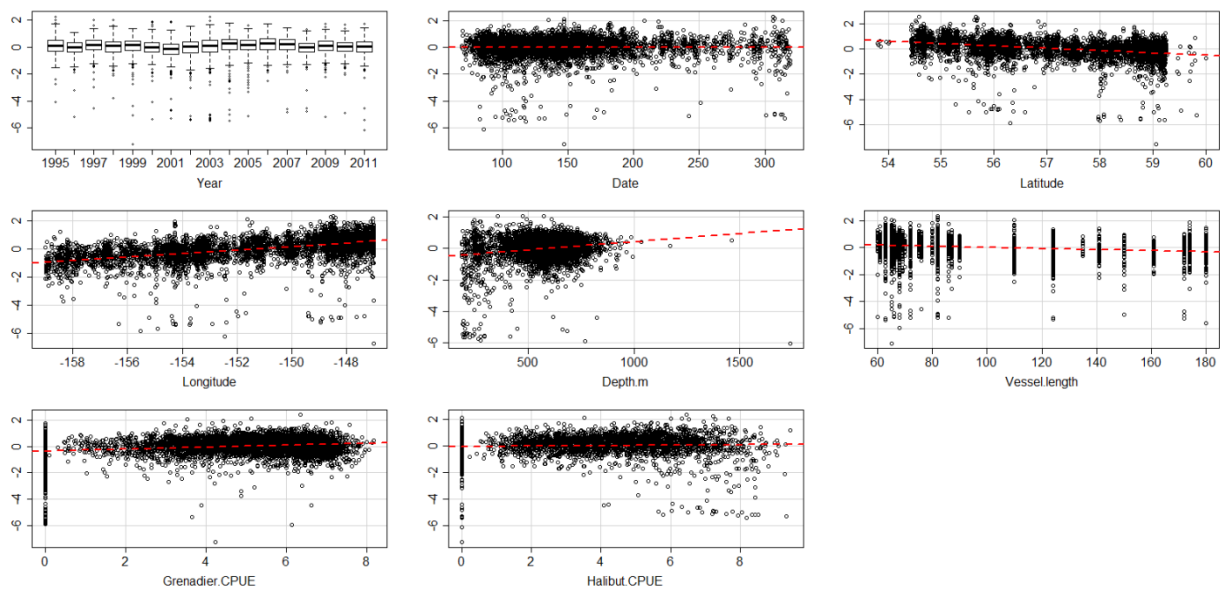 2 0 -2 -4 -6
1995 1997 1999 2001 2003 2005 2007 2009 2011
Year
2 0 -2 -4 -6
100 150 200 250 300
Date
2 0 -2 -4 -6
54 55 56 57 58 59 60
Latitude
2 0 -2 -4 -6
-158 -156 -154 -152 -150 -148
Longitude
2 0 -2 -4 -6
500 1000 1500
Depth.m
2 0 -2 -4 -6
60 80 100 120 140 160 180
Vessel.length
2 0 -2 -4 -6
0 2 4 6 8
Grenadier.CPUE
2 0 -2 -4 -6
0 2 4 6 8
Halibut.CPUE